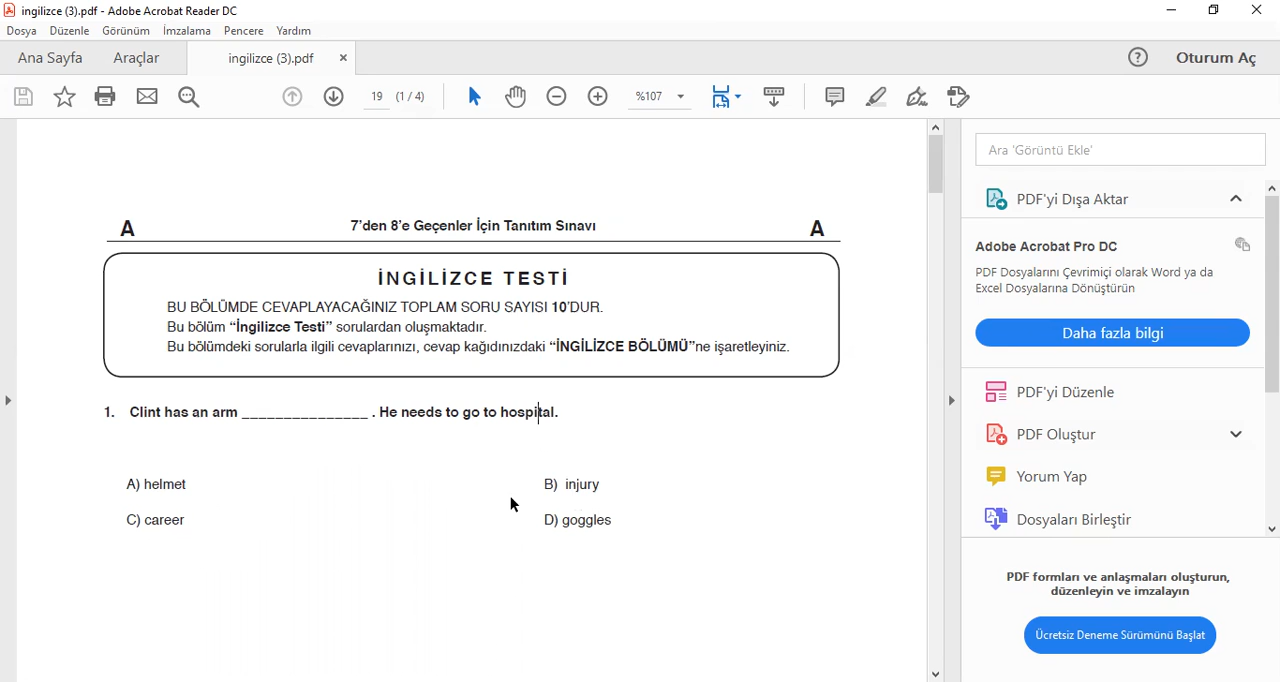 ingilizce (3).pdf - Adobe Acrobat Reader DC
Dosya Düzenle Görünüm İmzalama Pencere Yardım
Ana Sayfa Araçlar ingilizce (3).pdf × ? Oturum Aç
19 (1 / 4) %107
Ara 'Görüntü Ekle'
PDF'yi Dışa Aktar
Adobe Acrobat Pro DC
PDF Dosyalarını Çevrimiçi olarak Word ya da
Excel Dosyalarına Dönüştürün
Daha fazla bilgi
PDF'yi Düzenle
PDF Oluştur
Yorum Yap
Dosyaları Birleştir
PDF formları ve anlaşmaları oluşturun,
düzenleyin ve imzalayın
Ücretsiz Deneme Sürümünü Başlat
A 7'den 8'e Geçenler İçin Tanıtım Sınavı A
İNGİLİZCE TESTİ
BU BÖLÜMDE CEVAPLAYACAĞINIZ TOPLAM SORU SAYISI 10'DUR.
Bu bölüm “İngilizce Testi” sorulardan oluşmaktadır.
Bu bölümdeki sorularla ilgili cevaplarınızı, cevap kağıdınızdaki “İNGİLİZCE BÖLÜMÜ”ne işaretleyiniz.
1. Clint has an arm _______________ . He needs to go to hospital.
A) helmet B) injury
C) career D) goggles